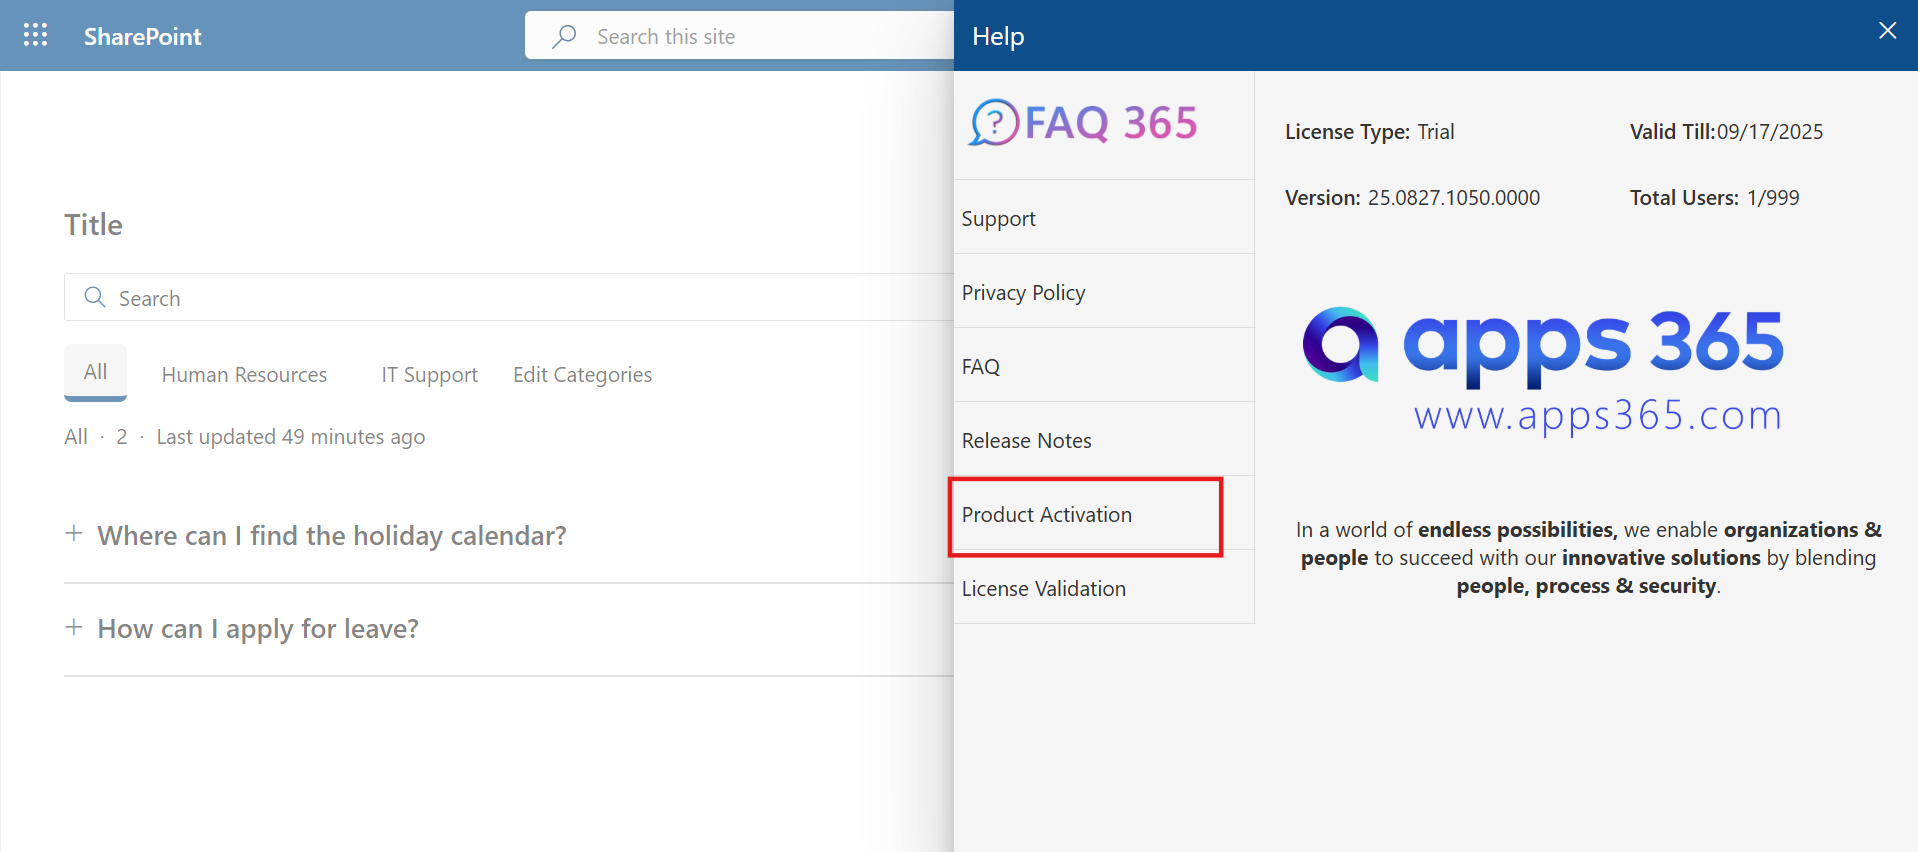 SharePoint
Search this site
Help
Title
Search
All
Human Resources
IT Support
Edit Categories
All · 2 · Last updated 49 minutes ago
+ Where can I find the holiday calendar?
+ How can I apply for leave?
? FAQ 365
Support
Privacy Policy
FAQ
Release Notes
Product Activation
License Validation
License Type: Trial
Valid Till:09/17/2025
Version: 25.0827.1050.0000
Total Users: 1/999
apps 365
www.apps365.com
In a world of endless possibilities, we enable organizations &
people to succeed with our innovative solutions by blending
people, process & security.